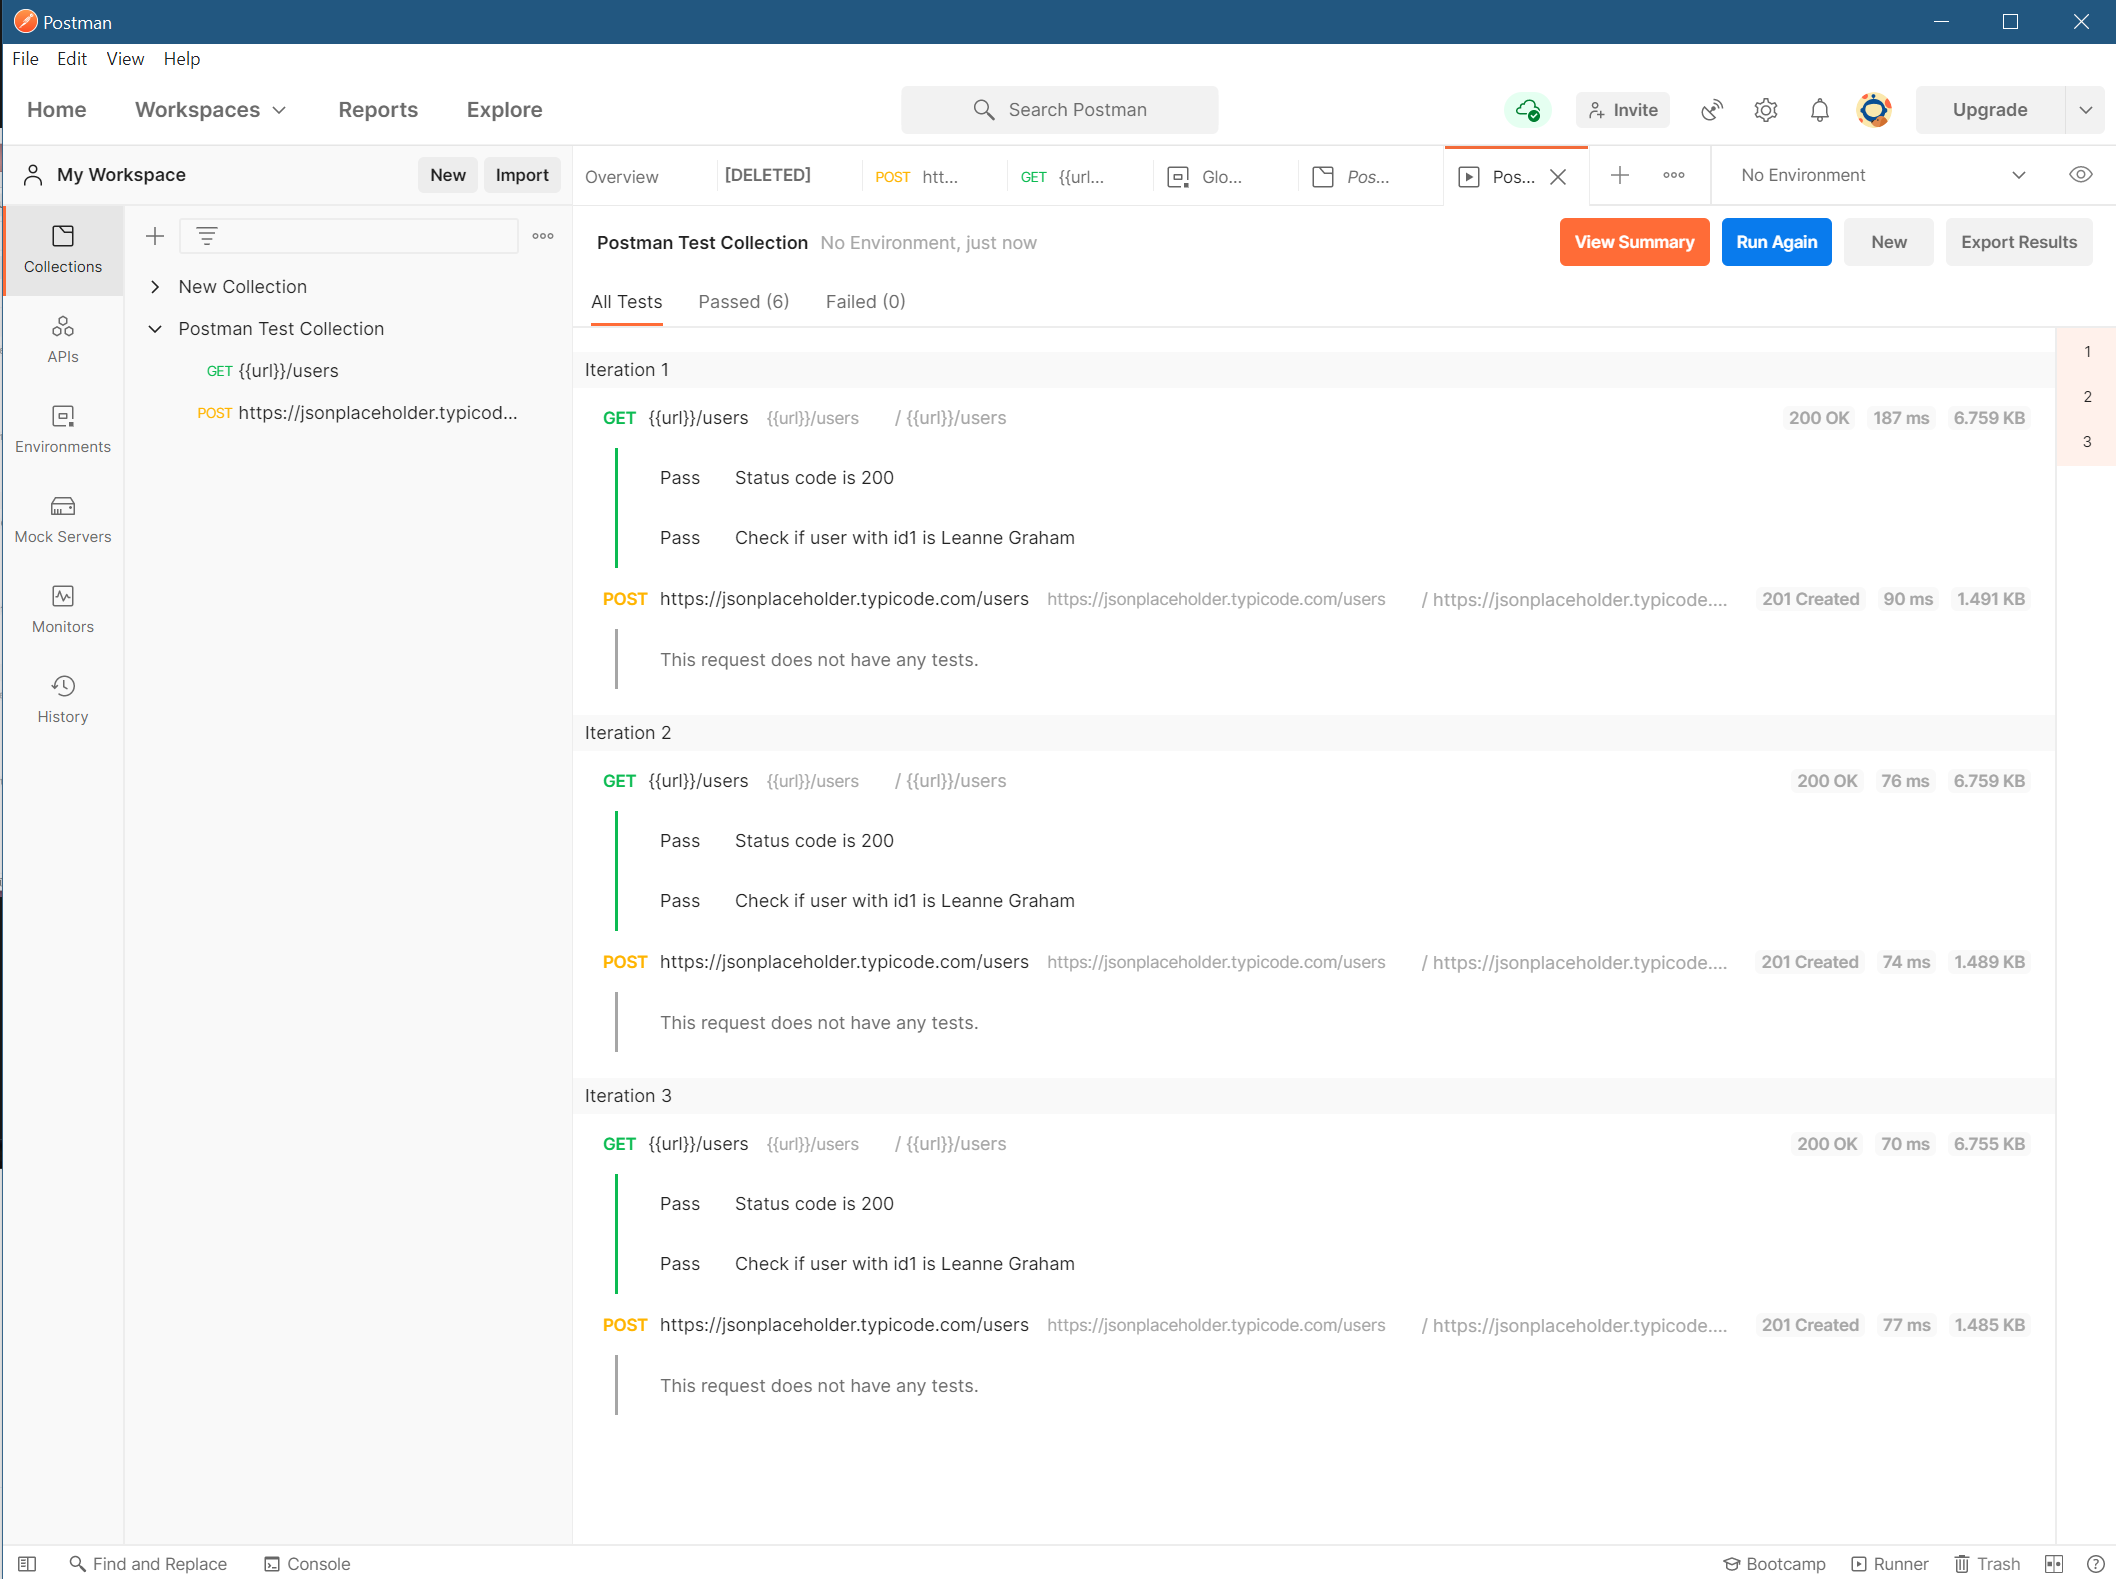 Postman
File Edit View Help
Home Workspaces Reports Explore Search Postman Invite Upgrade
My Workspace New Import
Overview [DELETED] POST htt... GET {{url... Glo... Pos... Pos... No Environment
Collections
APIs
Environments
Mock Servers
Monitors
History
New Collection
Postman Test Collection
GET {{url}}/users
POST https://jsonplaceholder.typicod...
Postman Test Collection No Environment, just now View Summary Run Again New Export Results
All Tests Passed (6) Failed (0)
Iteration 1
GET {{url}}/users {{url}}/users / {{url}}/users 200 OK 187 ms 6.759 KB
Pass Status code is 200
Pass Check if user with id1 is Leanne Graham
POST https://jsonplaceholder.typicode.com/users https://jsonplaceholder.typicode.com/users / https://jsonplaceholder.typicode.... 201 Created 90 ms 1.491 KB
This request does not have any tests.
Iteration 2
GET {{url}}/users {{url}}/users / {{url}}/users 200 OK 76 ms 6.759 KB
Pass Status code is 200
Pass Check if user with id1 is Leanne Graham
POST https://jsonplaceholder.typicode.com/users https://jsonplaceholder.typicode.com/users / https://jsonplaceholder.typicode.... 201 Created 74 ms 1.489 KB
This request does not have any tests.
Iteration 3
GET {{url}}/users {{url}}/users / {{url}}/users 200 OK 70 ms 6.755 KB
Pass Status code is 200
Pass Check if user with id1 is Leanne Graham
POST https://jsonplaceholder.typicode.com/users https://jsonplaceholder.typicode.com/users / https://jsonplaceholder.typicode.... 201 Created 77 ms 1.485 KB
This request does not have any tests.
1
2
3
Find and Replace Console Bootcamp Runner Trash